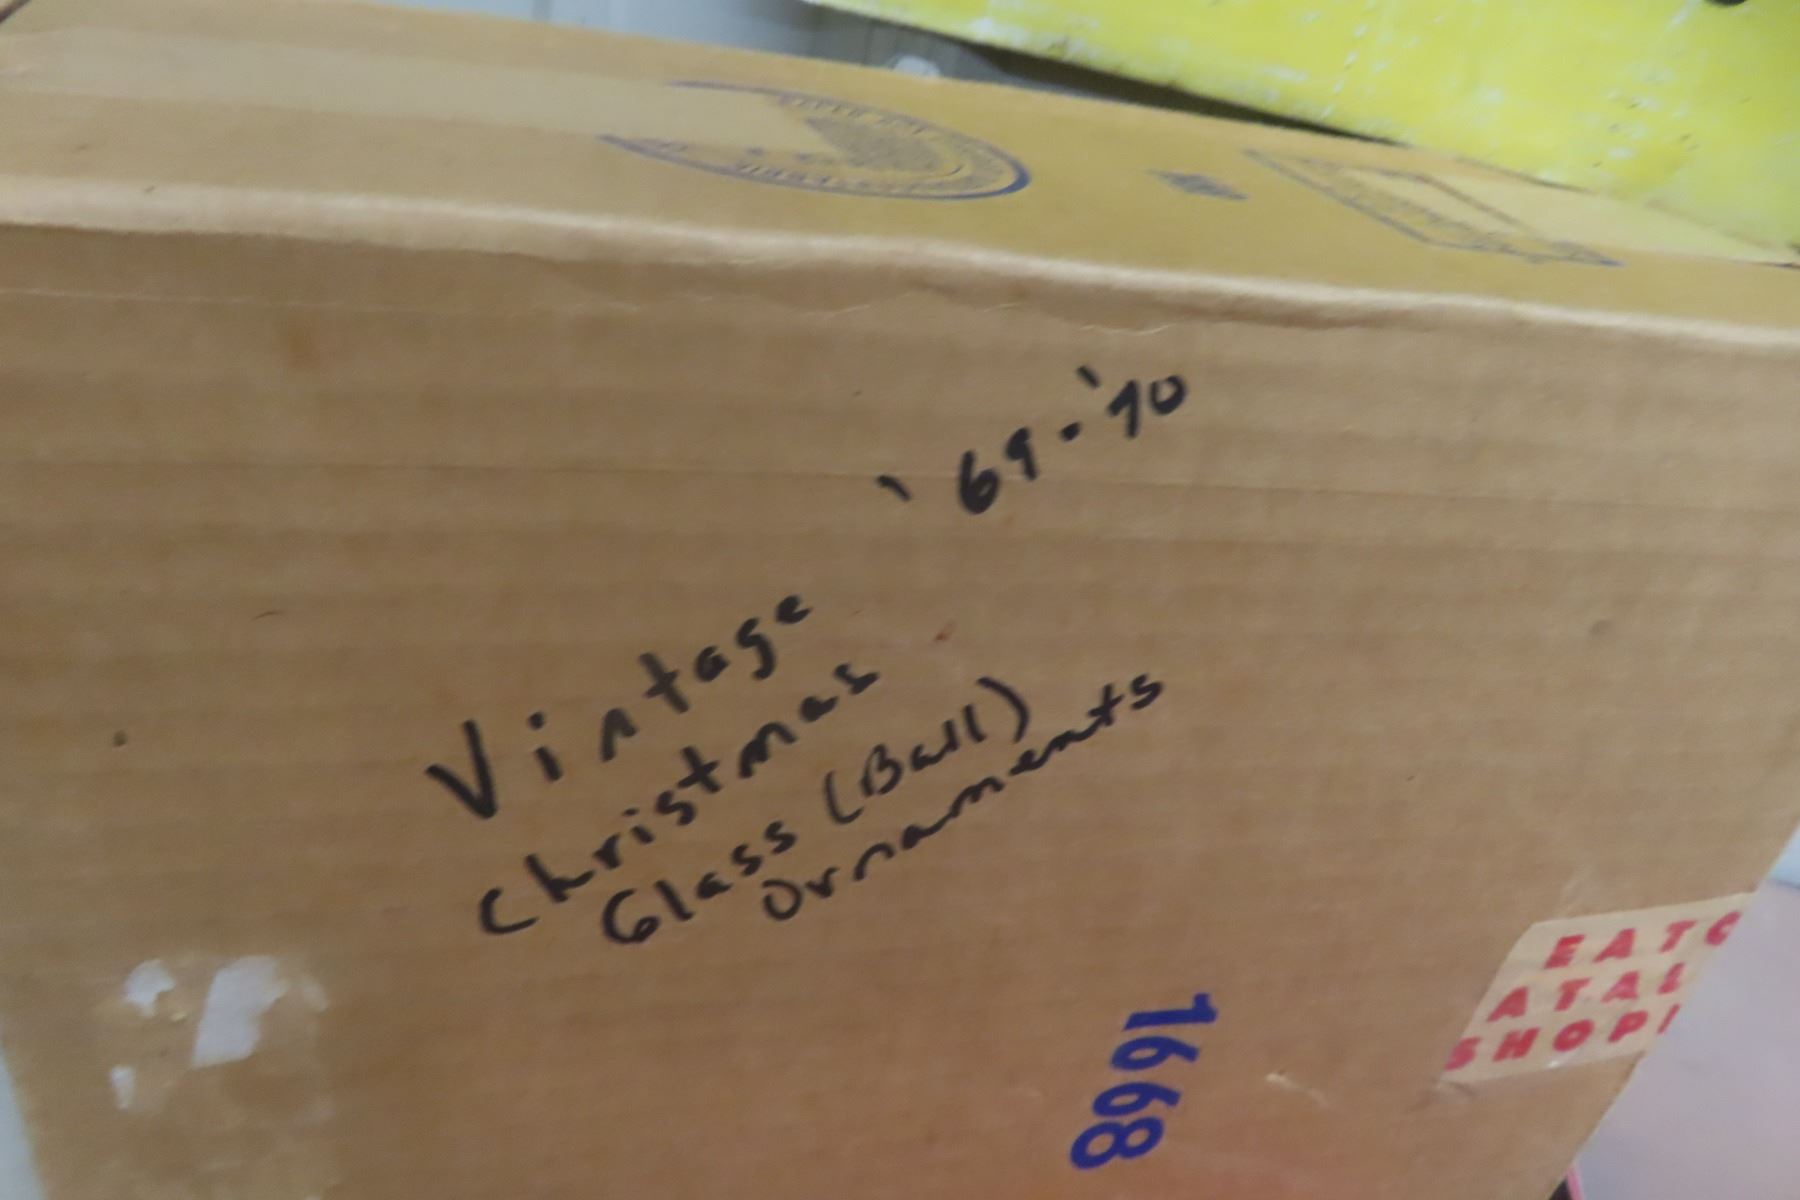 '69-'70
Vintage
Christmas
Glass (Ball)
Ornaments
1668
EATO
ATAL
SHOP